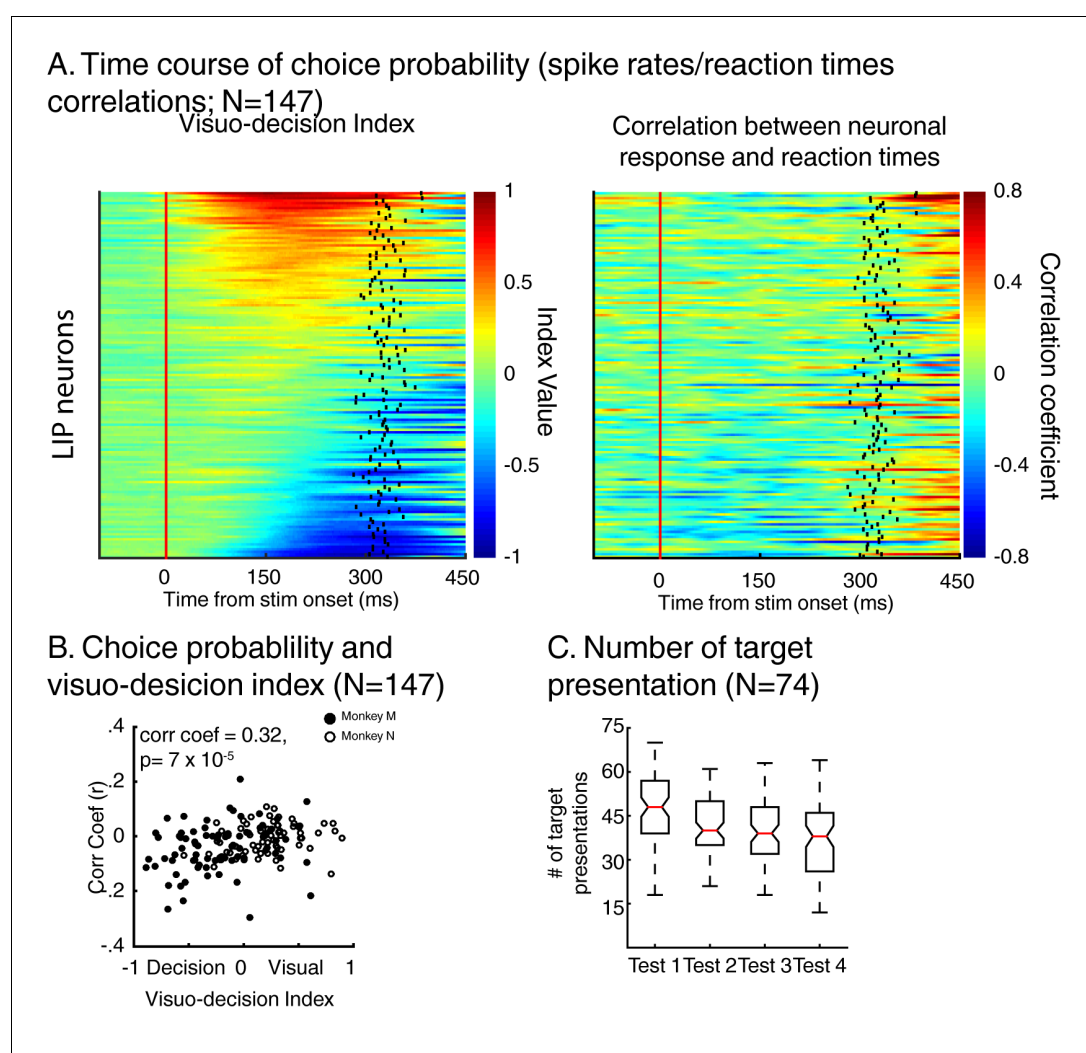 A. Time course of choice probability (spike rates/reaction times
correlations; N=147)
Visuo-decision Index
Correlation between neuronal
response and reaction times
LIP neurons
1
0.5
0
-0.5
-1
Index Value
0 150 300 450
Time from stim onset (ms)
0.8
0.4
0
-0.4
-0.8
Correlation coefficient
0 150 300 450
Time from stim onset (ms)
B. Choice probablility and
visuo-desicion index (N=147)
Monkey M
Monkey N
corr coef = 0.32,
p= 7 x 10-5
Corr Coef (r)
.4
.2
0
.2
-.4
-1 Decision 0 Visual 1
Visuo-decision Index
C. Number of target
presentation (N=74)
# of target
presentations
75
60
45
30
15
Test 1 Test 2 Test 3 Test 4